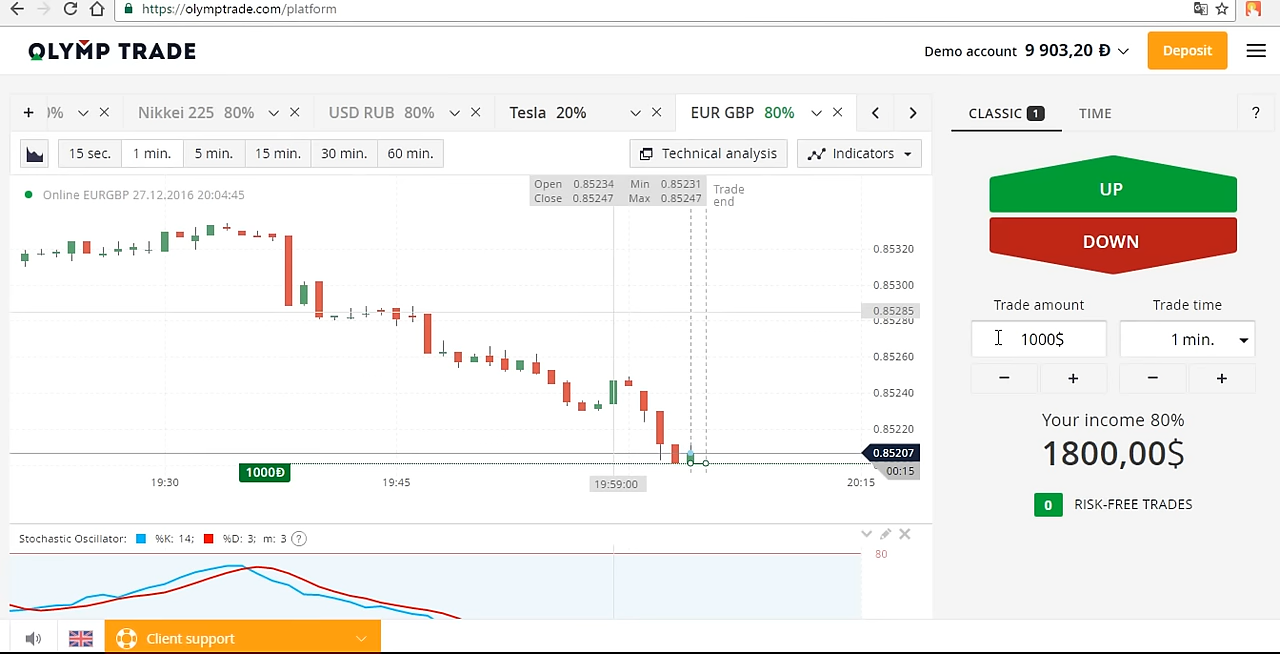 https://olymptrade.com/platform
OLYMP TRADE
Demo account 9 903,20 Đ
Deposit
+ 0%
Nikkei 225 80%
USD RUB 80%
Tesla 20%
EUR GBP 80%
CLASSIC 1
TIME
?
15 sec.
1 min.
5 min.
15 min.
30 min.
60 min.
Technical analysis
Indicators
Online EURGBP 27.12.2016 20:04:45
Open 0.85234 Min 0.85231
Close 0.85247 Max 0.85247
Trade
end
0.85320
0.85300
0.85285
0.85280
0.85260
0.85240
0.85220
0.85207
00:15
1000Đ
19:30
19:45
19:59:00
20:15
UP
DOWN
Trade amount
Trade time
1000$
1 min.
− + − +
Your income 80%
1800,00$
0 RISK-FREE TRADES
Stochastic Oscillator: %K: 14; %D: 3; m: 3 ?
80
Client support